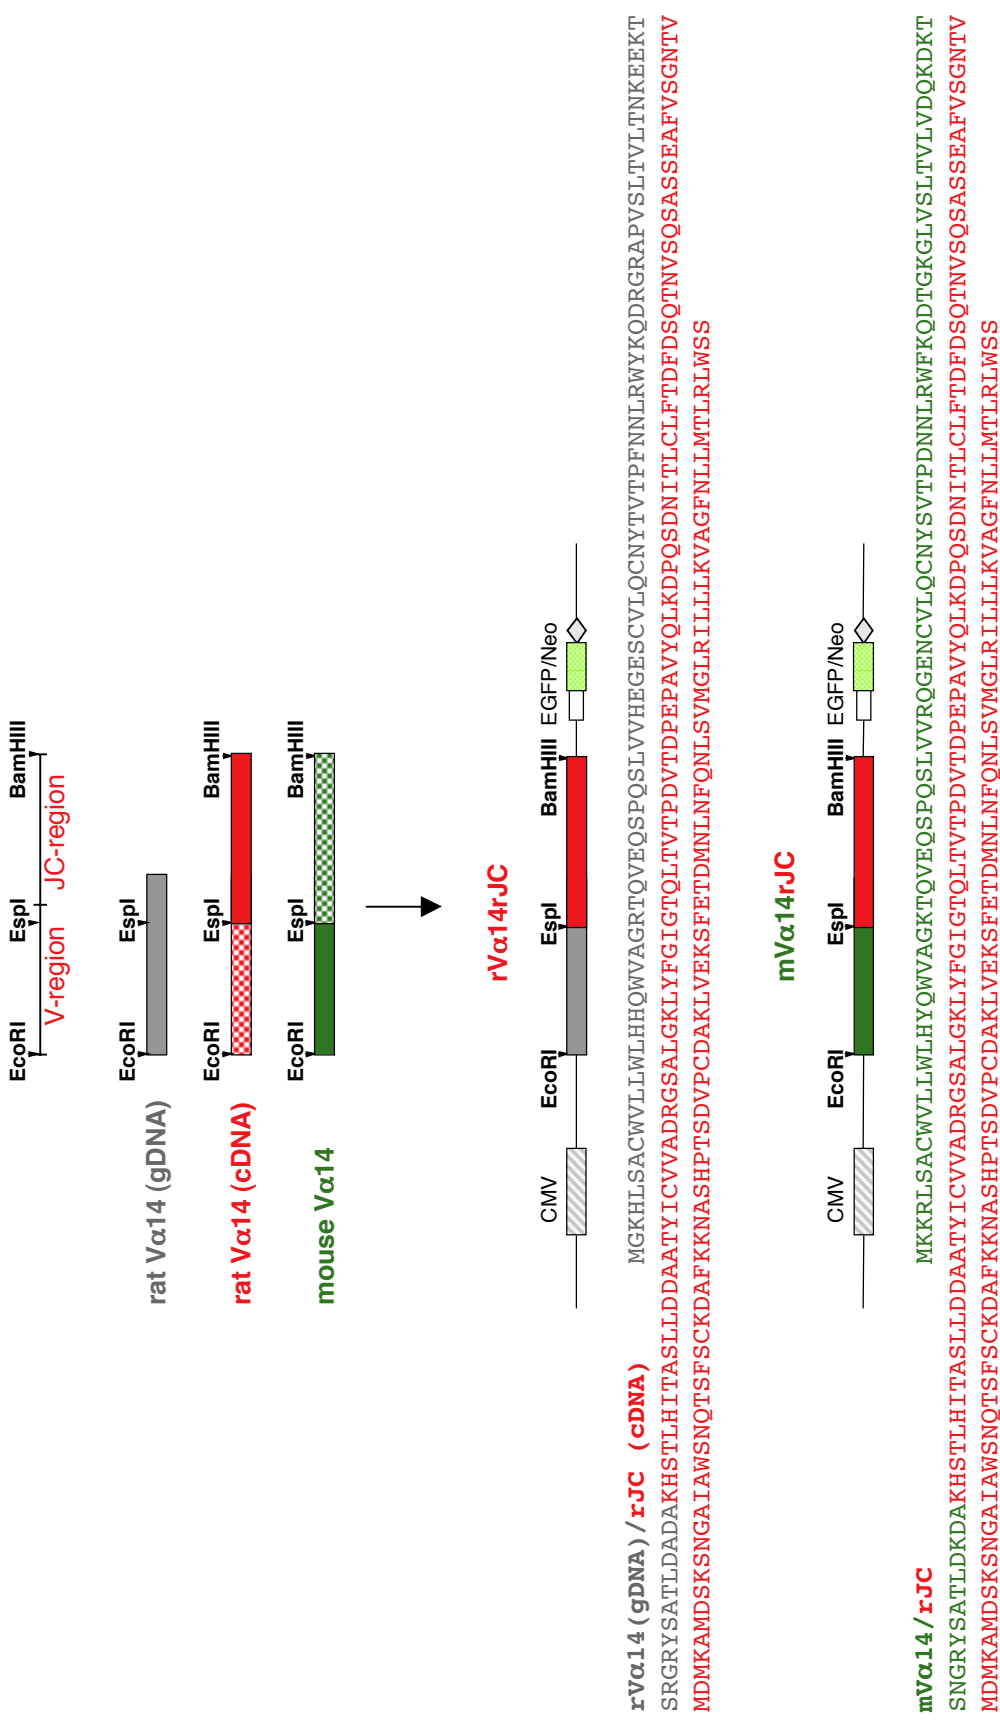 EcoRI EspI BamHIII
V-region JC-region
EcoRI EspI
rat Vα14 (gDNA)
EcoRI EspI BamHIII
rat Vα14 (cDNA)
EcoRI EspI BamHIII
mouse Vα14
rVα14rJC
CMV EcoRI EspI BamHIII EGFP/Neo
rVα14(gDNA)/rJC (cDNA)
MGKHLSACWVLLWLHHQWVAGRTQVEQSPQSLVVHEGESCVLQCNYTVTPFNNLRWYKQDRGRAPVSLTVLTNKEEKT
SRGRYSATLDADAKHSTLHITASLLDDAATYICVVADRGSALGKLYFGIGTQLTVTPDVTDPEPAVYQLKDPQSDNITLCLFTDFDSQTNVSQSASSEAFVSGNTV
MDMKAMDSKSNGAIAWSNQTSFSCKDAFKKNASHPTSDVPCDAKLVEKSFETDMNLNFQNLSVMGLRILLLKVAGFNLLMTLRLWSS
mVα14rJC
CMV EcoRI EspI BamHIII EGFP/Neo
mVα14/rJC
MKKRLSACWVLLWLHYQWVAGKTQVEQSPQSLVVRQGENCVLQCNYSVTPDNNLRWFKQDTGKGLVSLTVLVDQKDKT
SNGRYSATLDKDAKHSTLHITASLLDDAATYICVVADRGSALGKLYFGIGTQLTVTPDVTDPEPAVYQLKDPQSDNITLCLFTDFDSQTNVSQSASSEAFVSGNTV
MDMKAMDSKSNGAIAWSNQTSFSCKDAFKKNASHPTSDVPCDAKLVEKSFETDMNLNFQNLSVMGLRILLLKVAGFNLLMTLRLWSS